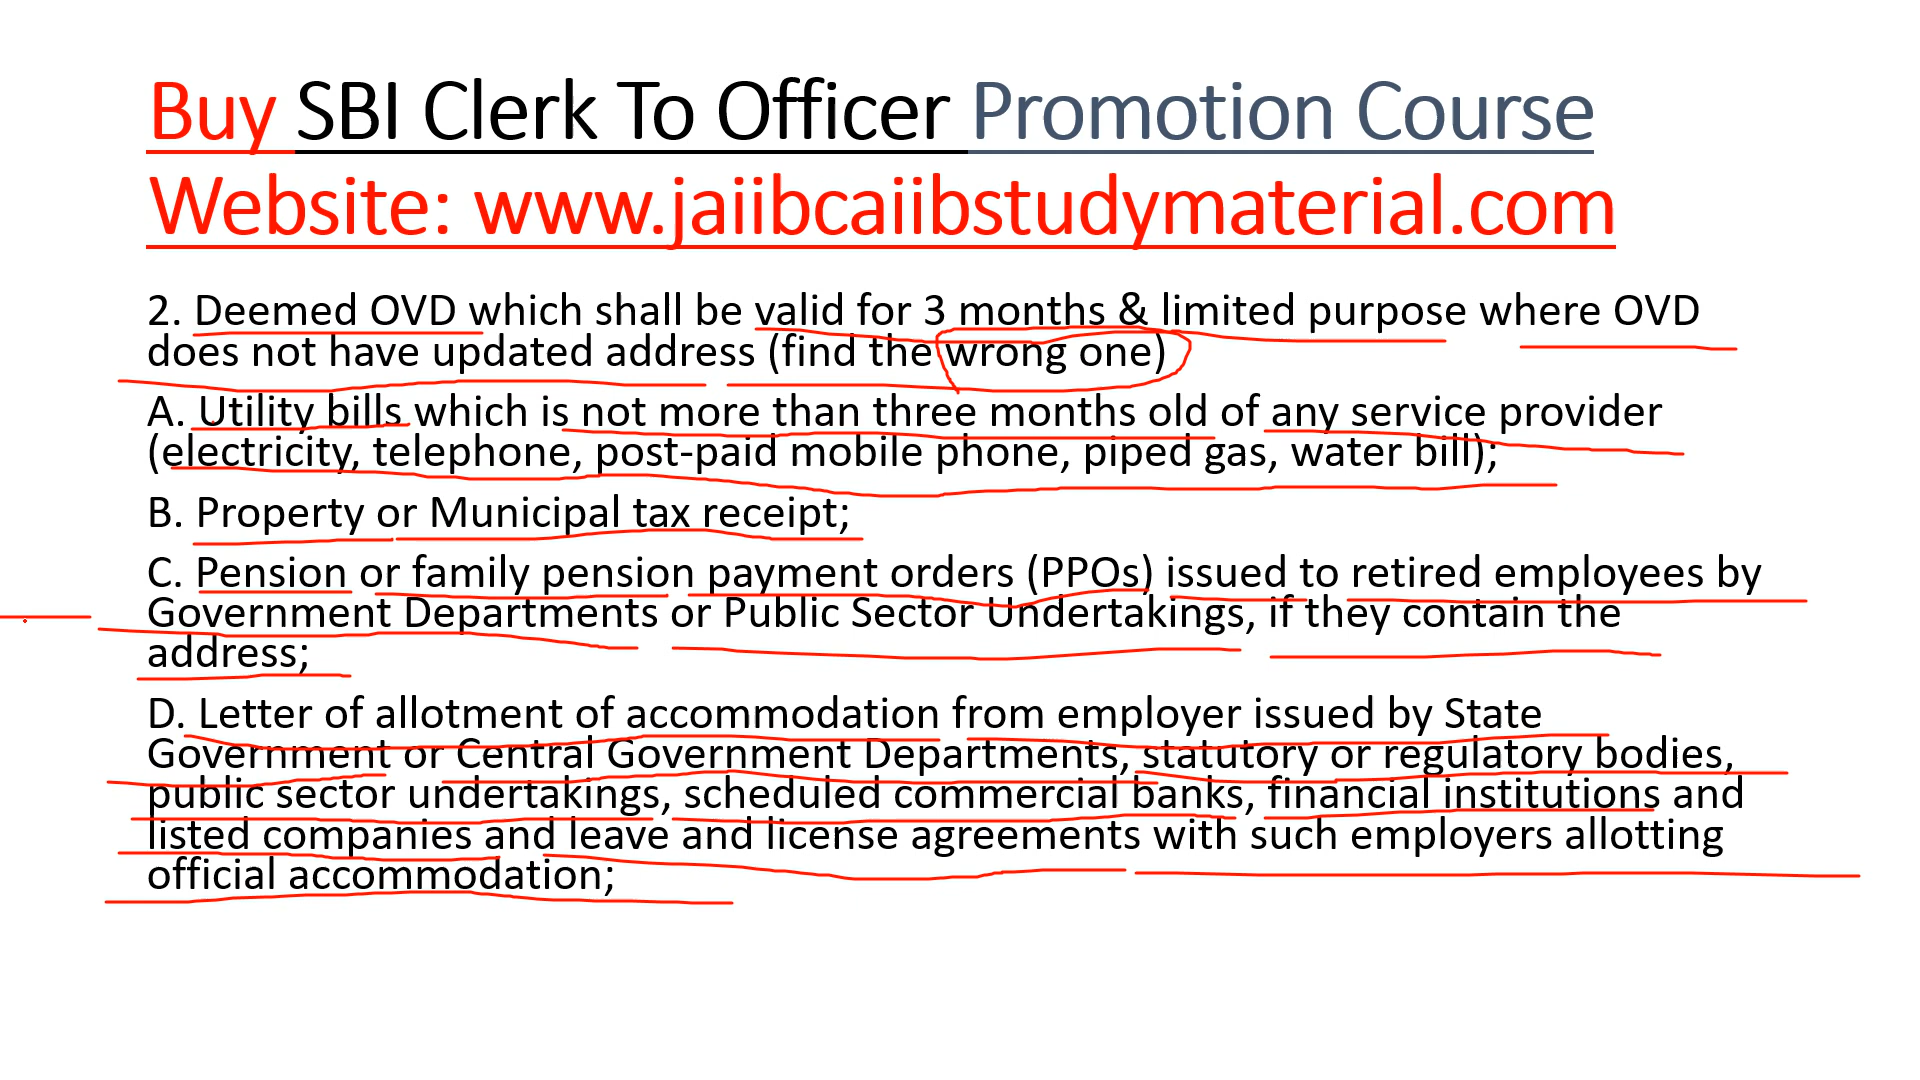 Buy SBI Clerk To Officer Promotion Course
Website: www.jaiibcaiibstudymaterial.com
2. Deemed OVD which shall be valid for 3 months & limited purpose where OVD
does not have updated address (find the wrong one)
A. Utility bills which is not more than three months old of any service provider
(electricity, telephone, post-paid mobile phone, piped gas, water bill);
B. Property or Municipal tax receipt;
C. Pension or family pension payment orders (PPOs) issued to retired employees by
Government Departments or Public Sector Undertakings, if they contain the
address;
D. Letter of allotment of accommodation from employer issued by State
Government or Central Government Departments, statutory or regulatory bodies,
public sector undertakings, scheduled commercial banks, financial institutions and
listed companies and leave and license agreements with such employers allotting
official accommodation;